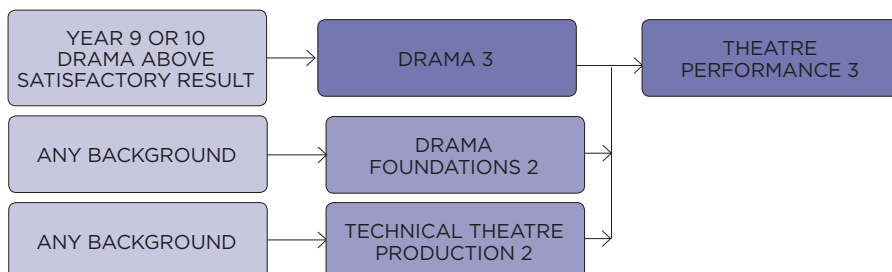 YEAR 9 OR 10
DRAMA ABOVE
SATISFACTORY RESULT
DRAMA 3
THEATRE
PERFORMANCE 3
ANY BACKGROUND
DRAMA
FOUNDATIONS 2
ANY BACKGROUND
TECHNICAL THEATRE
PRODUCTION 2